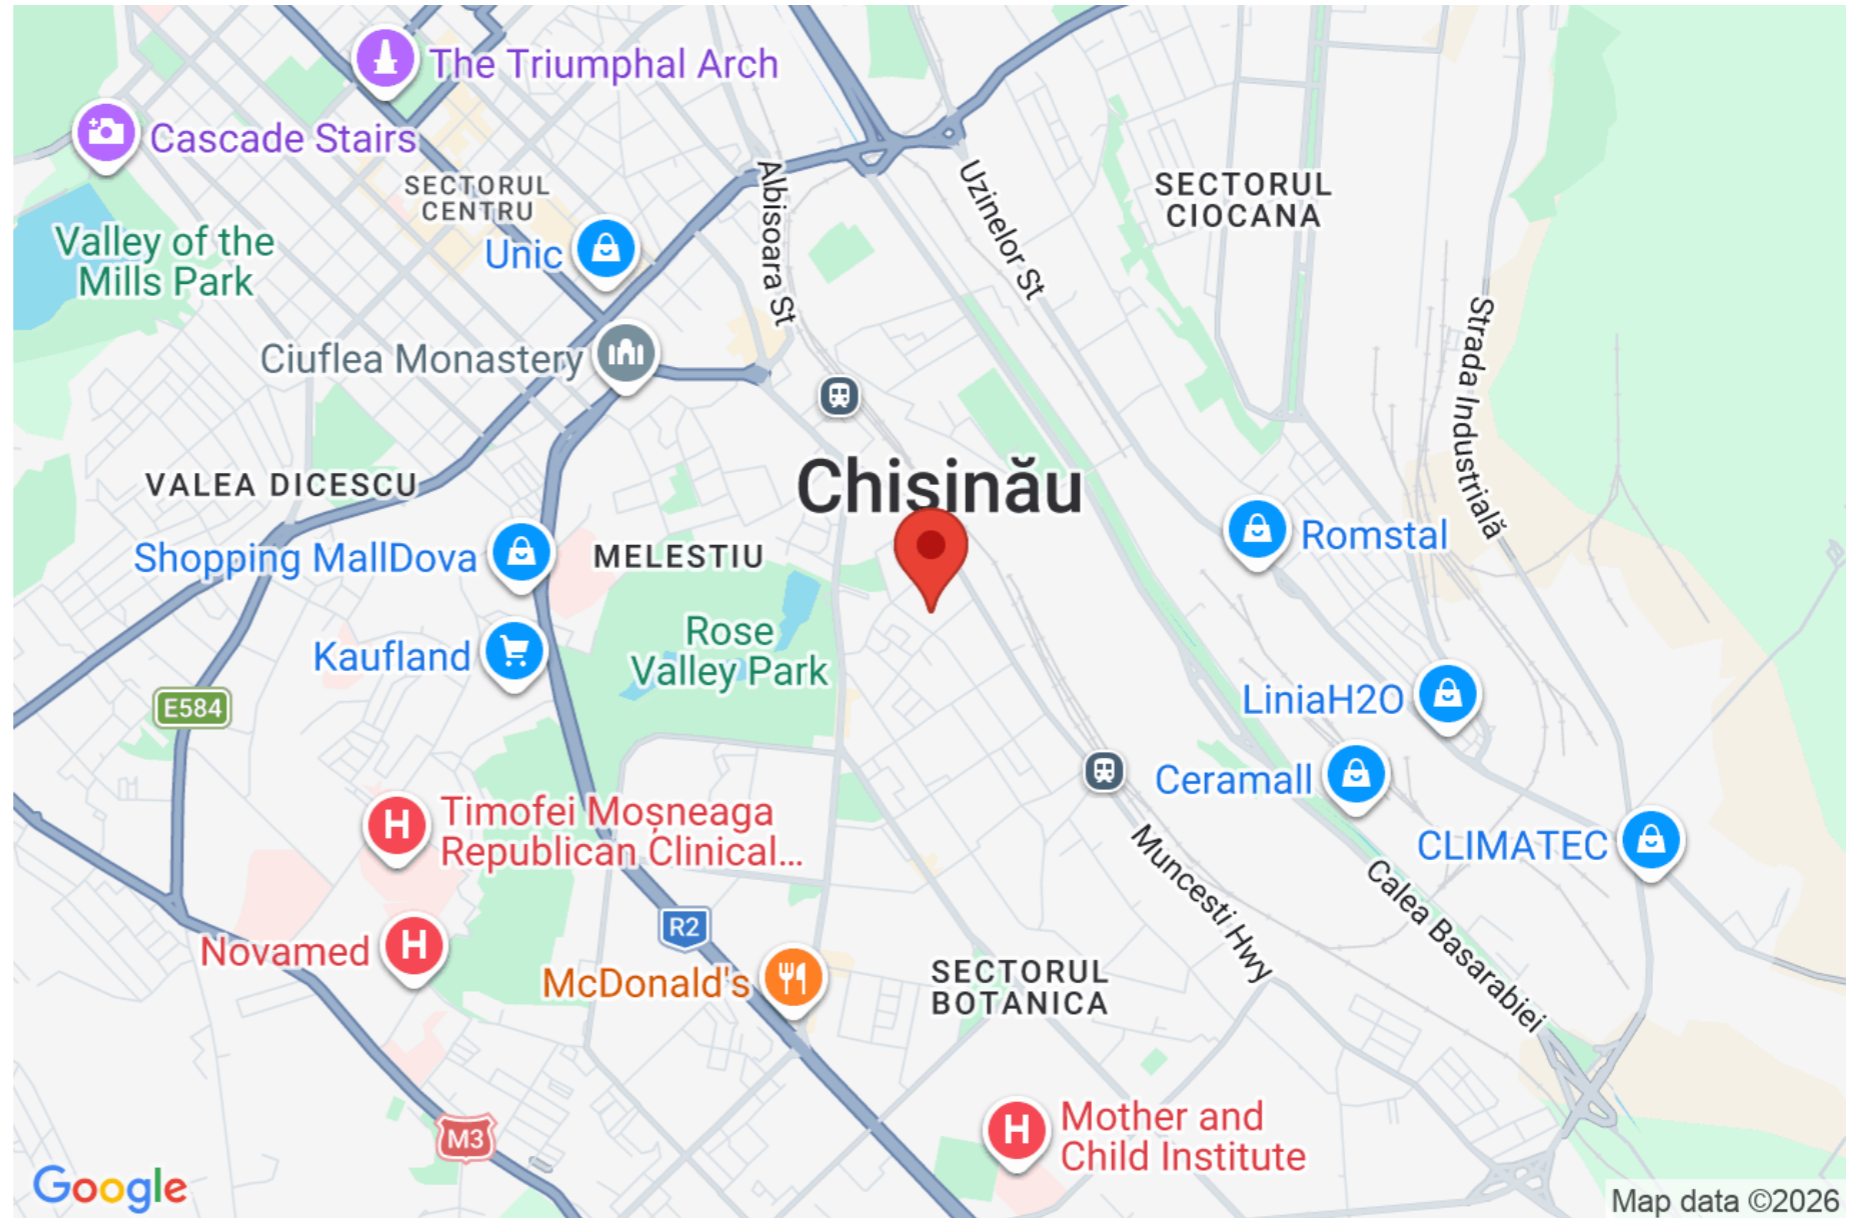 The Triumphal Arch
Cascade Stairs
SECTORUL
CENTRU
Valley of the
Mills Park
Unic
Albisoara St
Uzinelor St
SECTORUL
CIOCANA
Strada Industrială
Ciuflea Monastery
VALEA DICESCU
Chișinău
Shopping MallDova
MELESTIU
Romstal
Rose
Valley Park
Kaufland
E584
LiniaH2O
Ceramall
Timofei Moșneaga
Republican Clinical...
CLIMATEC
Muncesti Hwy
Calea Basarabiei
R2
Novamed
McDonald's
SECTORUL
BOTANICA
M3
Mother and
Child Institute
Google
Map data ©2026